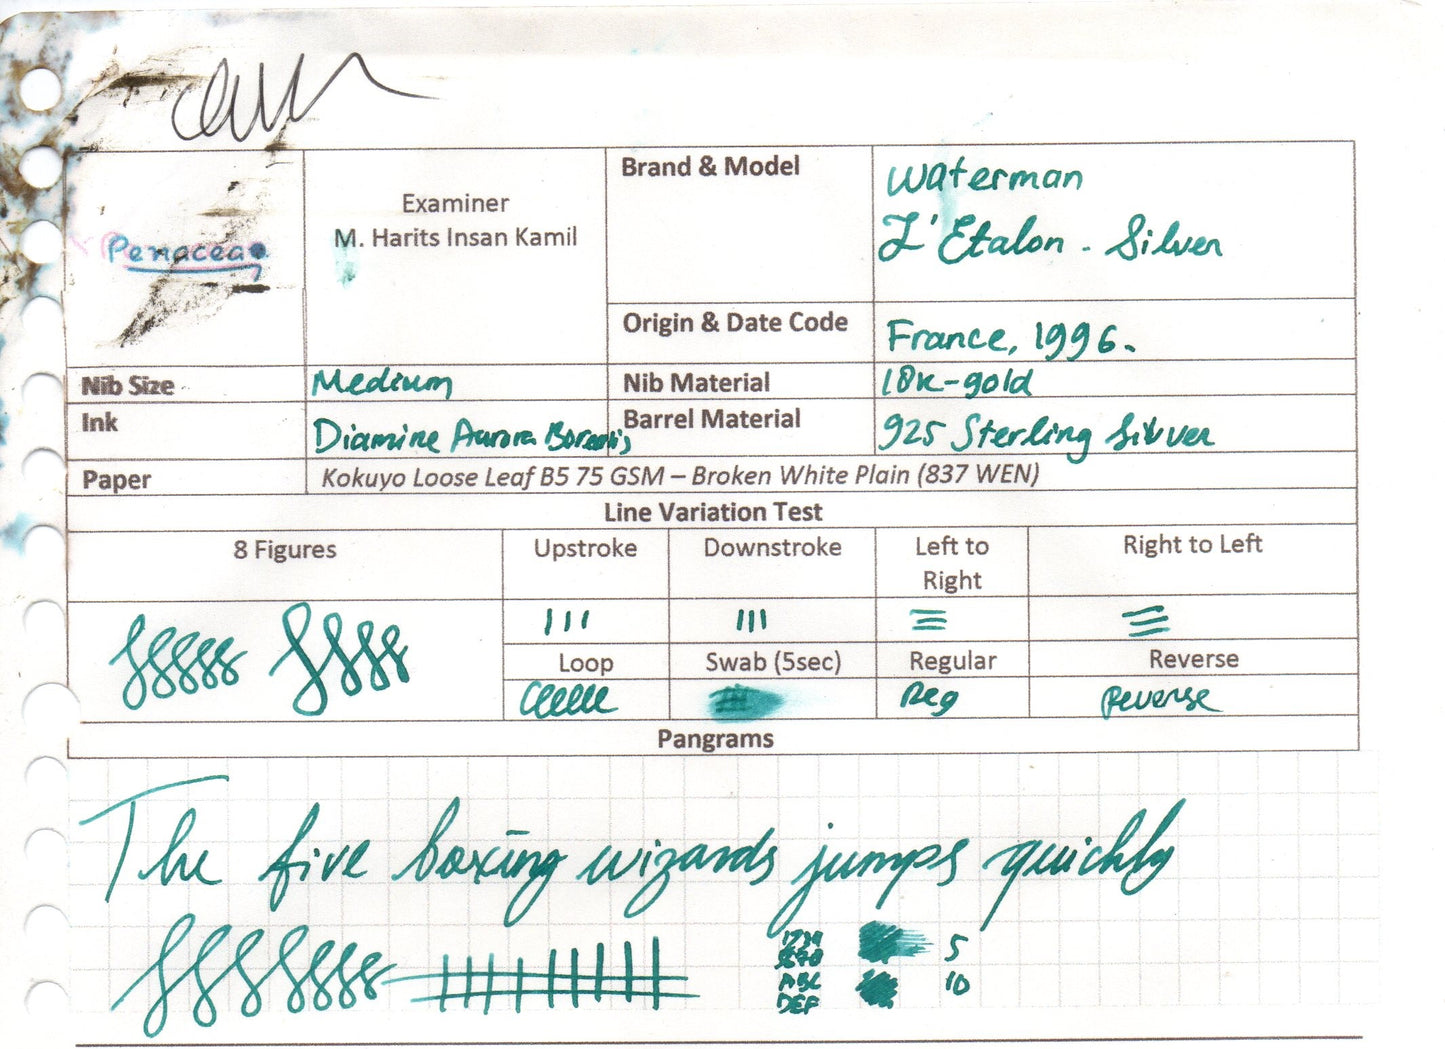 Penacea
Examiner
M. Harits Insan Kamil
Brand & Model
Waterman
L'Etalon - Silver
Origin & Date Code
France, 1996.
Nib Size
Medium
Nib Material
18K-gold
Ink
Diamine Aurora Borealis
Barrel Material
925 Sterling Silver
Paper
Kokuyo Loose Leaf B5 75 GSM – Broken White Plain (837 WEN)
Line Variation Test
8 Figures
Upstroke
Downstroke
Left to
Right
Right to Left
Loop
Swab (5sec)
Regular
Reverse
Reg
Reverse
Pangrams
The five boxing wizards jumps quickly
1234
5678
5
ABC
10
DEF